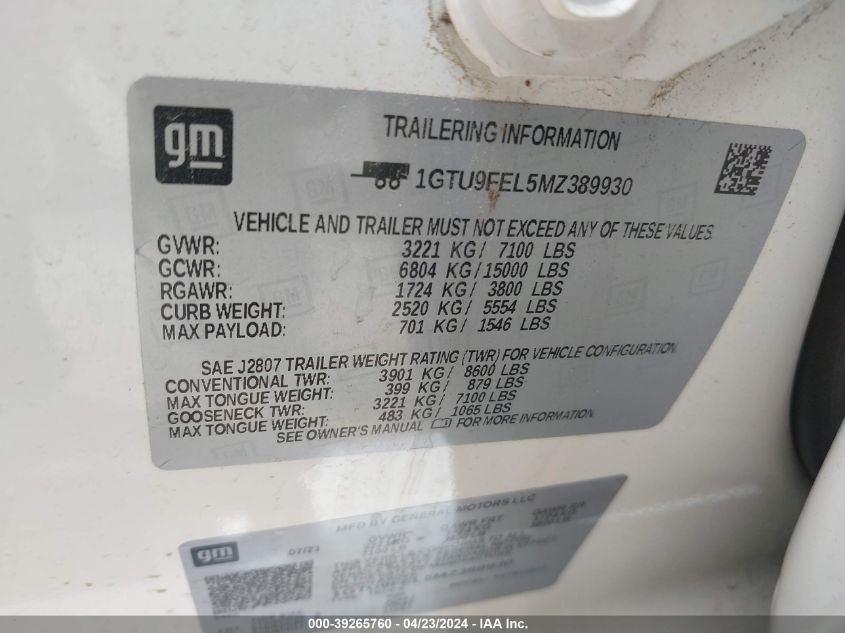 gm
TRAILERING INFORMATION
1GTU9FEL5MZ389930
VEHICLE AND TRAILER MUST NOT EXCEED ANY OF THESE VALUES.
GVWR: 3221 KG/ 7100 LBS
GCWR: 6804 KG/15000 LBS
RGAWR: 1724 KG/ 3800 LBS
CURB WEIGHT: 2520 KG/ 5554 LBS
MAX PAYLOAD: 701 KG/ 1546 LBS
SAE J2807 TRAILER WEIGHT RATING (TWR) FOR VEHICLE CONFIGURATION.
CONVENTIONAL TWR: 3901 KG/ 8600 LBS
MAX TONGUE WEIGHT: 399 KG/ 879 LBS
GOOSENECK TWR: 3221 KG/ 7100 LBS
MAX TONGUE WEIGHT: 483 KG/ 1065 LBS
SEE OWNER'S MANUAL FOR MORE INFORMATION
MFD BY GENERAL MOTORS LLC
gm
07/21
GVWR
GAWR FRT
GAWR RR
000-39265760 - 04/23/2024 - IAA Inc.